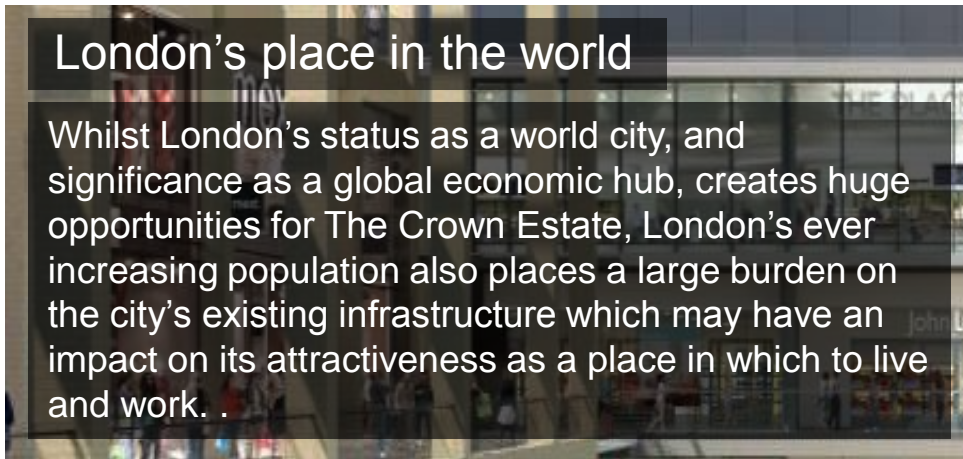 London’s place in the world
Whilst London’s status as a world city, and
significance as a global economic hub, creates huge
opportunities for The Crown Estate, London’s ever
increasing population also places a large burden on
the city’s existing infrastructure which may have an
impact on its attractiveness as a place in which to live
and work. .